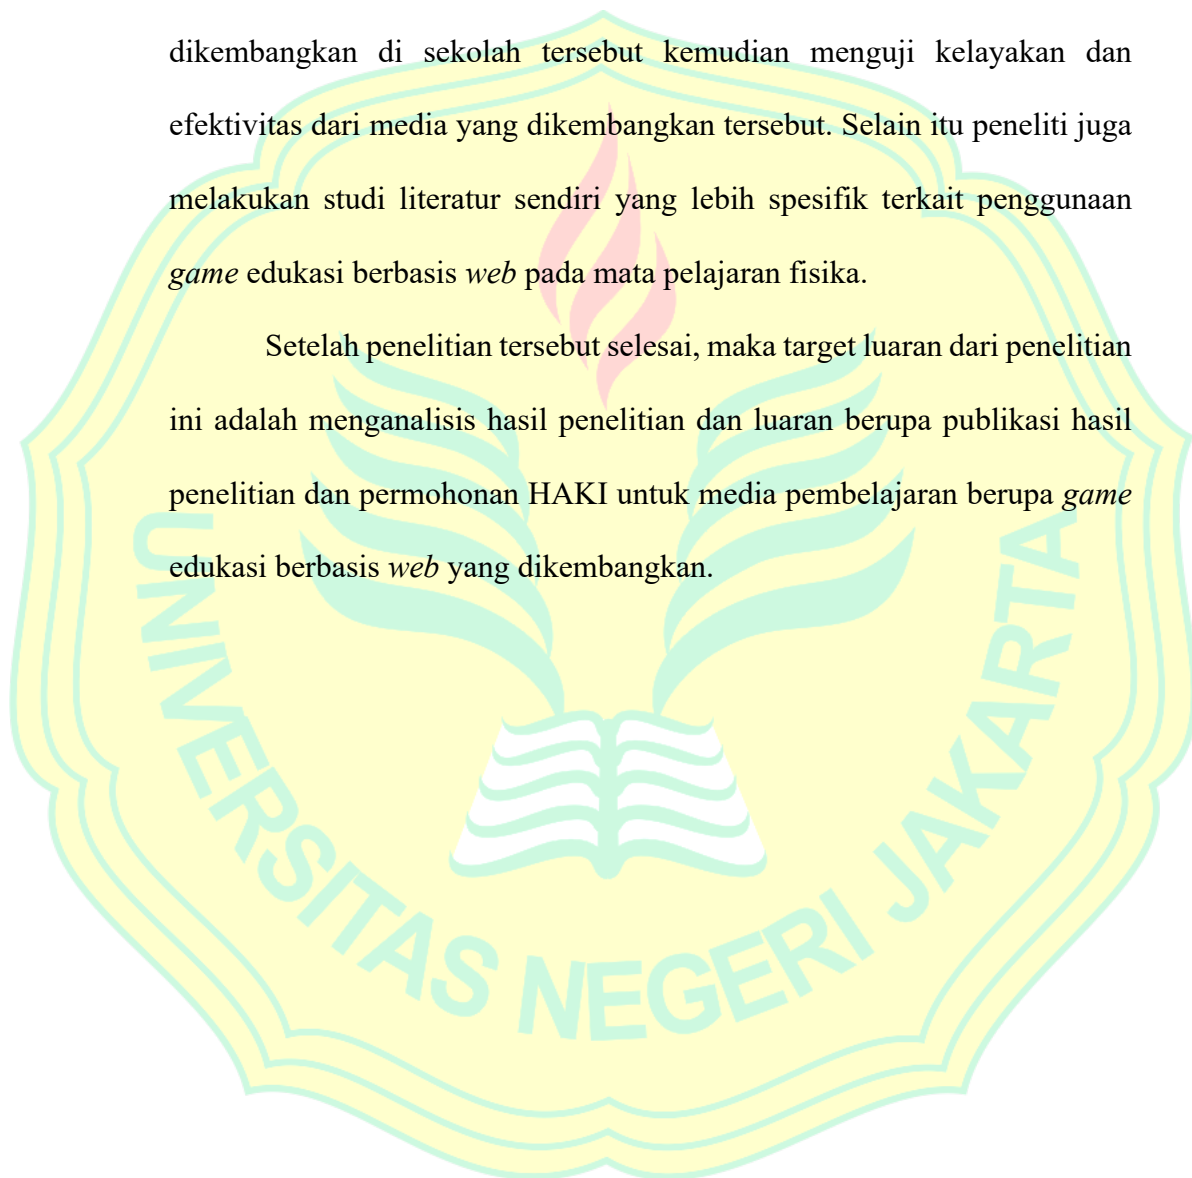 dikembangkan di sekolah tersebut kemudian menguji kelayakan dan
efektivitas dari media yang dikembangkan tersebut. Selain itu peneliti juga
melakukan studi literatur sendiri yang lebih spesifik terkait penggunaan
game edukasi berbasis web pada mata pelajaran fisika.
Setelah penelitian tersebut selesai, maka target luaran dari penelitian
ini adalah menganalisis hasil penelitian dan luaran berupa publikasi hasil
penelitian dan permohonan HAKI untuk media pembelajaran berupa game
edukasi berbasis web yang dikembangkan.
UNIVERSITAS NEGERI JAKARTA